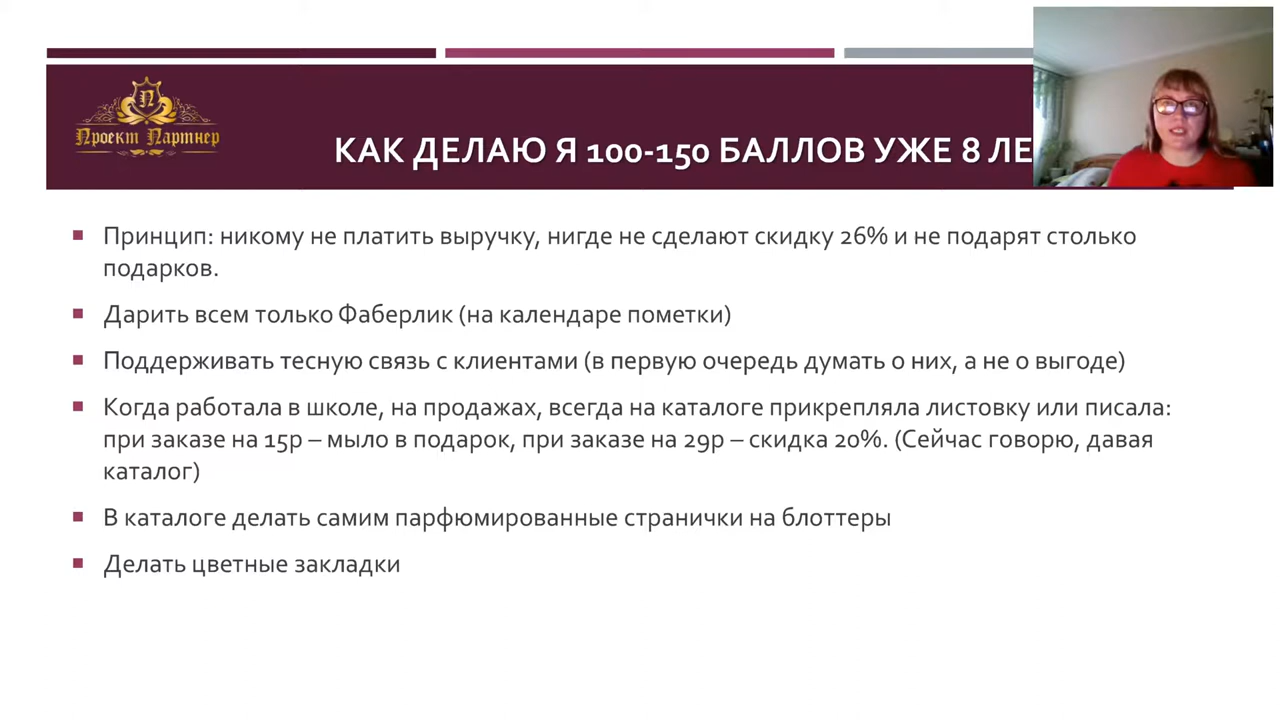 П
Проект Партнер
КАК ДЕЛАЮ Я 100-150 БАЛЛОВ УЖЕ 8 ЛЕ
Принцип: никому не платить выручку, нигде не сделают скидку 26% и не подарят столько
подарков.
Дарить всем только Фаберлик (на календаре пометки)
Поддерживать тесную связь с клиентами (в первую очередь думать о них, а не о выгоде)
Когда работала в школе, на продажах, всегда на каталоге прикрепляла листовку или писала:
при заказе на 15р – мыло в подарок, при заказе на 29р – скидка 20%. (Сейчас говорю, давая
каталог)
В каталоге делать самим парфюмированные странички на блоттеры
Делать цветные закладки